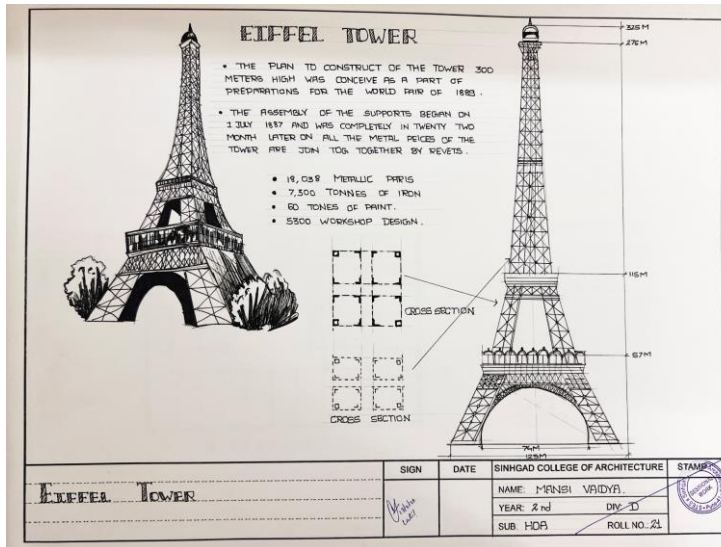 EIFFEL TOWER
• THE PLAN TO CONSTRUCT OF THE TOWER 300
METERS HIGH WAS CONCEIVE AS A PART OF
PREPARATIONS FOR THE WORLD FAIR OF 1889.
• THE ASSEMBLY OF THE SUPPORTS BEGAN ON
1 JULY 1887 AND WAS COMPLETELY IN TWENTY TWO
MONTH LATER ON ALL THE METAL PEICES OF THE
TOWER ARE JOIN TOG TOGETHER BY REVETS.
• 18,038 METALLIC PARTS
• 7,300 TONNES OF IRON
• 60 TONES OF PAINT.
• 5300 WORKSHOP DESIGN.
CROSS SECTION
CROSS SECTION
325M
276M
115M
57M
74M
EIFFEL TOWER
SIGN
DATE
SINHGAD COLLEGE OF ARCHITECTURE
STAMP
NAME: MANSI VAIDYA.
YEAR: 2nd DIV: D
SUB. HOA ROLL NO. 21